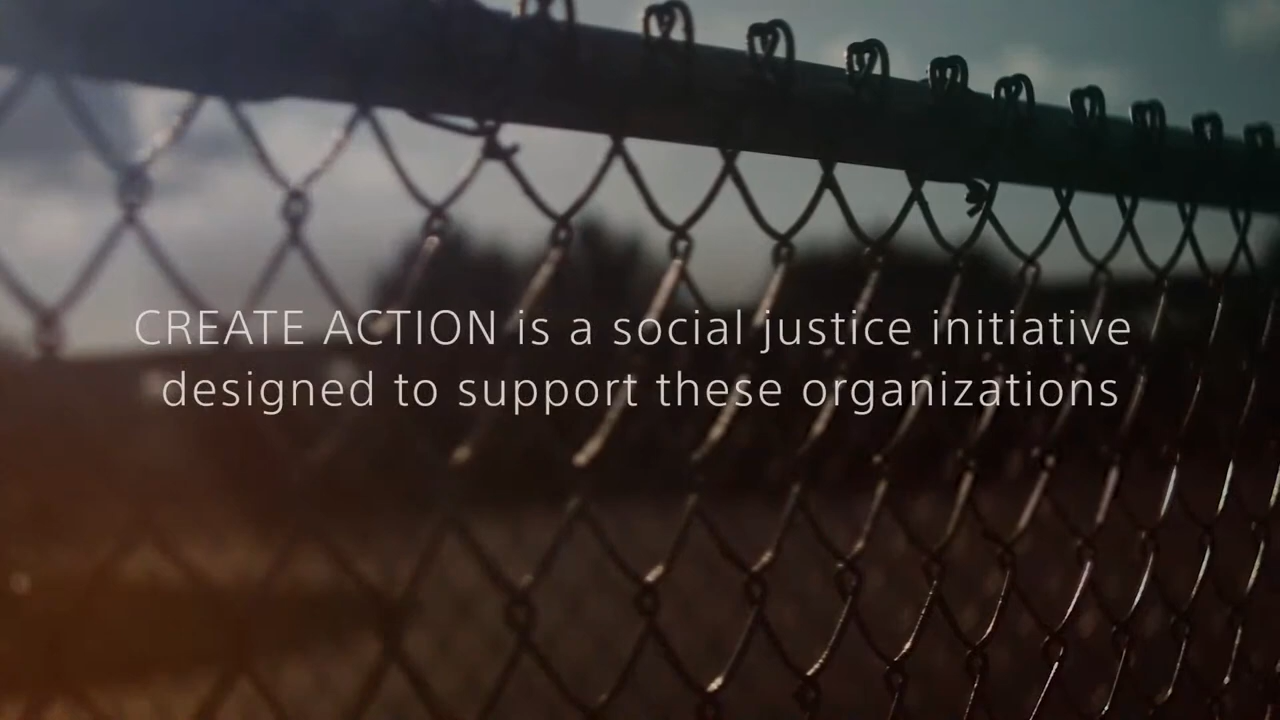 CREATE ACTION is a social justice initiative
designed to support these organizations